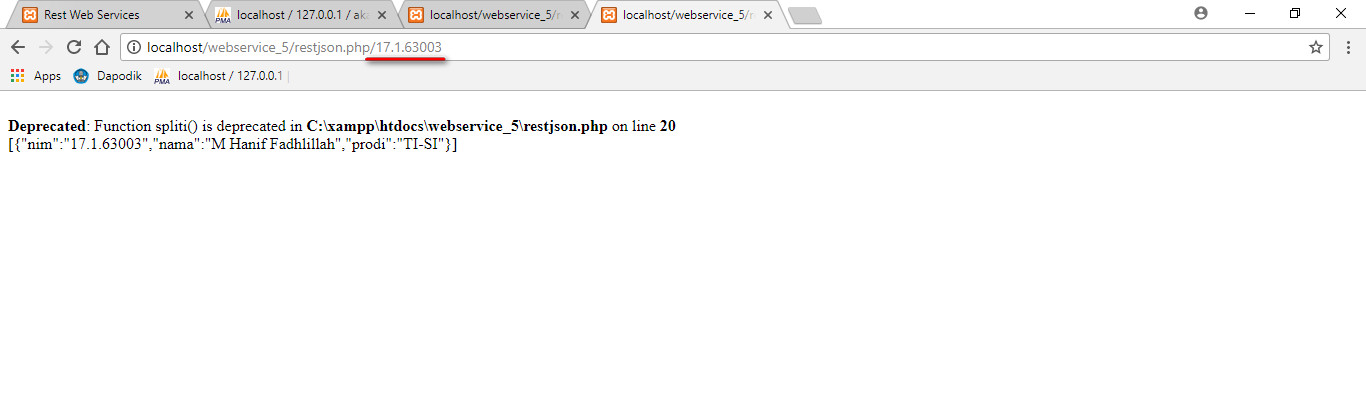 Rest Web Services
localhost / 127.0.0.1 / aka
localhost/webservice_5/r
localhost/webservice_5/r
localhost/webservice_5/restjson.php/17.1.63003
Apps Dapodik PMA localhost / 127.0.0.1 |
Deprecated: Function spliti() is deprecated in C:\xampp\htdocs\webservice_5\restjson.php on line 20
[{"nim":"17.1.63003","nama":"M Hanif Fadhlillah","prodi":"TI-SI"}]